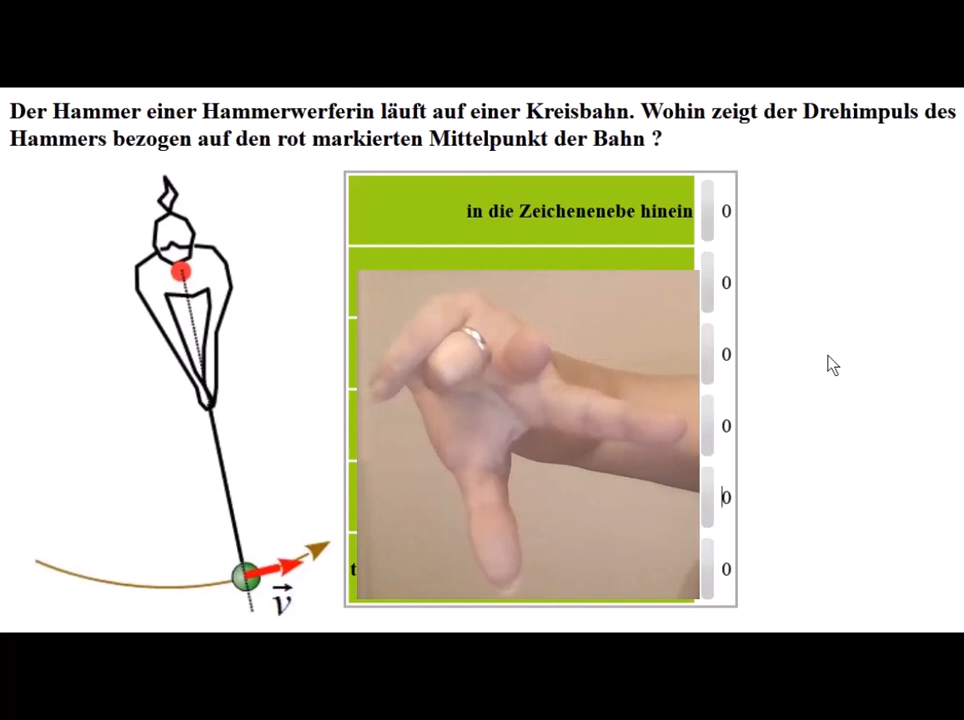 Der Hammer einer Hammerwerferin läuft auf einer Kreisbahn. Wohin zeigt der Drehimpuls des
Hammers bezogen auf den rot markierten Mittelpunkt der Bahn ?
in die Zeichenenebe hinein 0
0
0
0
0
t 0
v